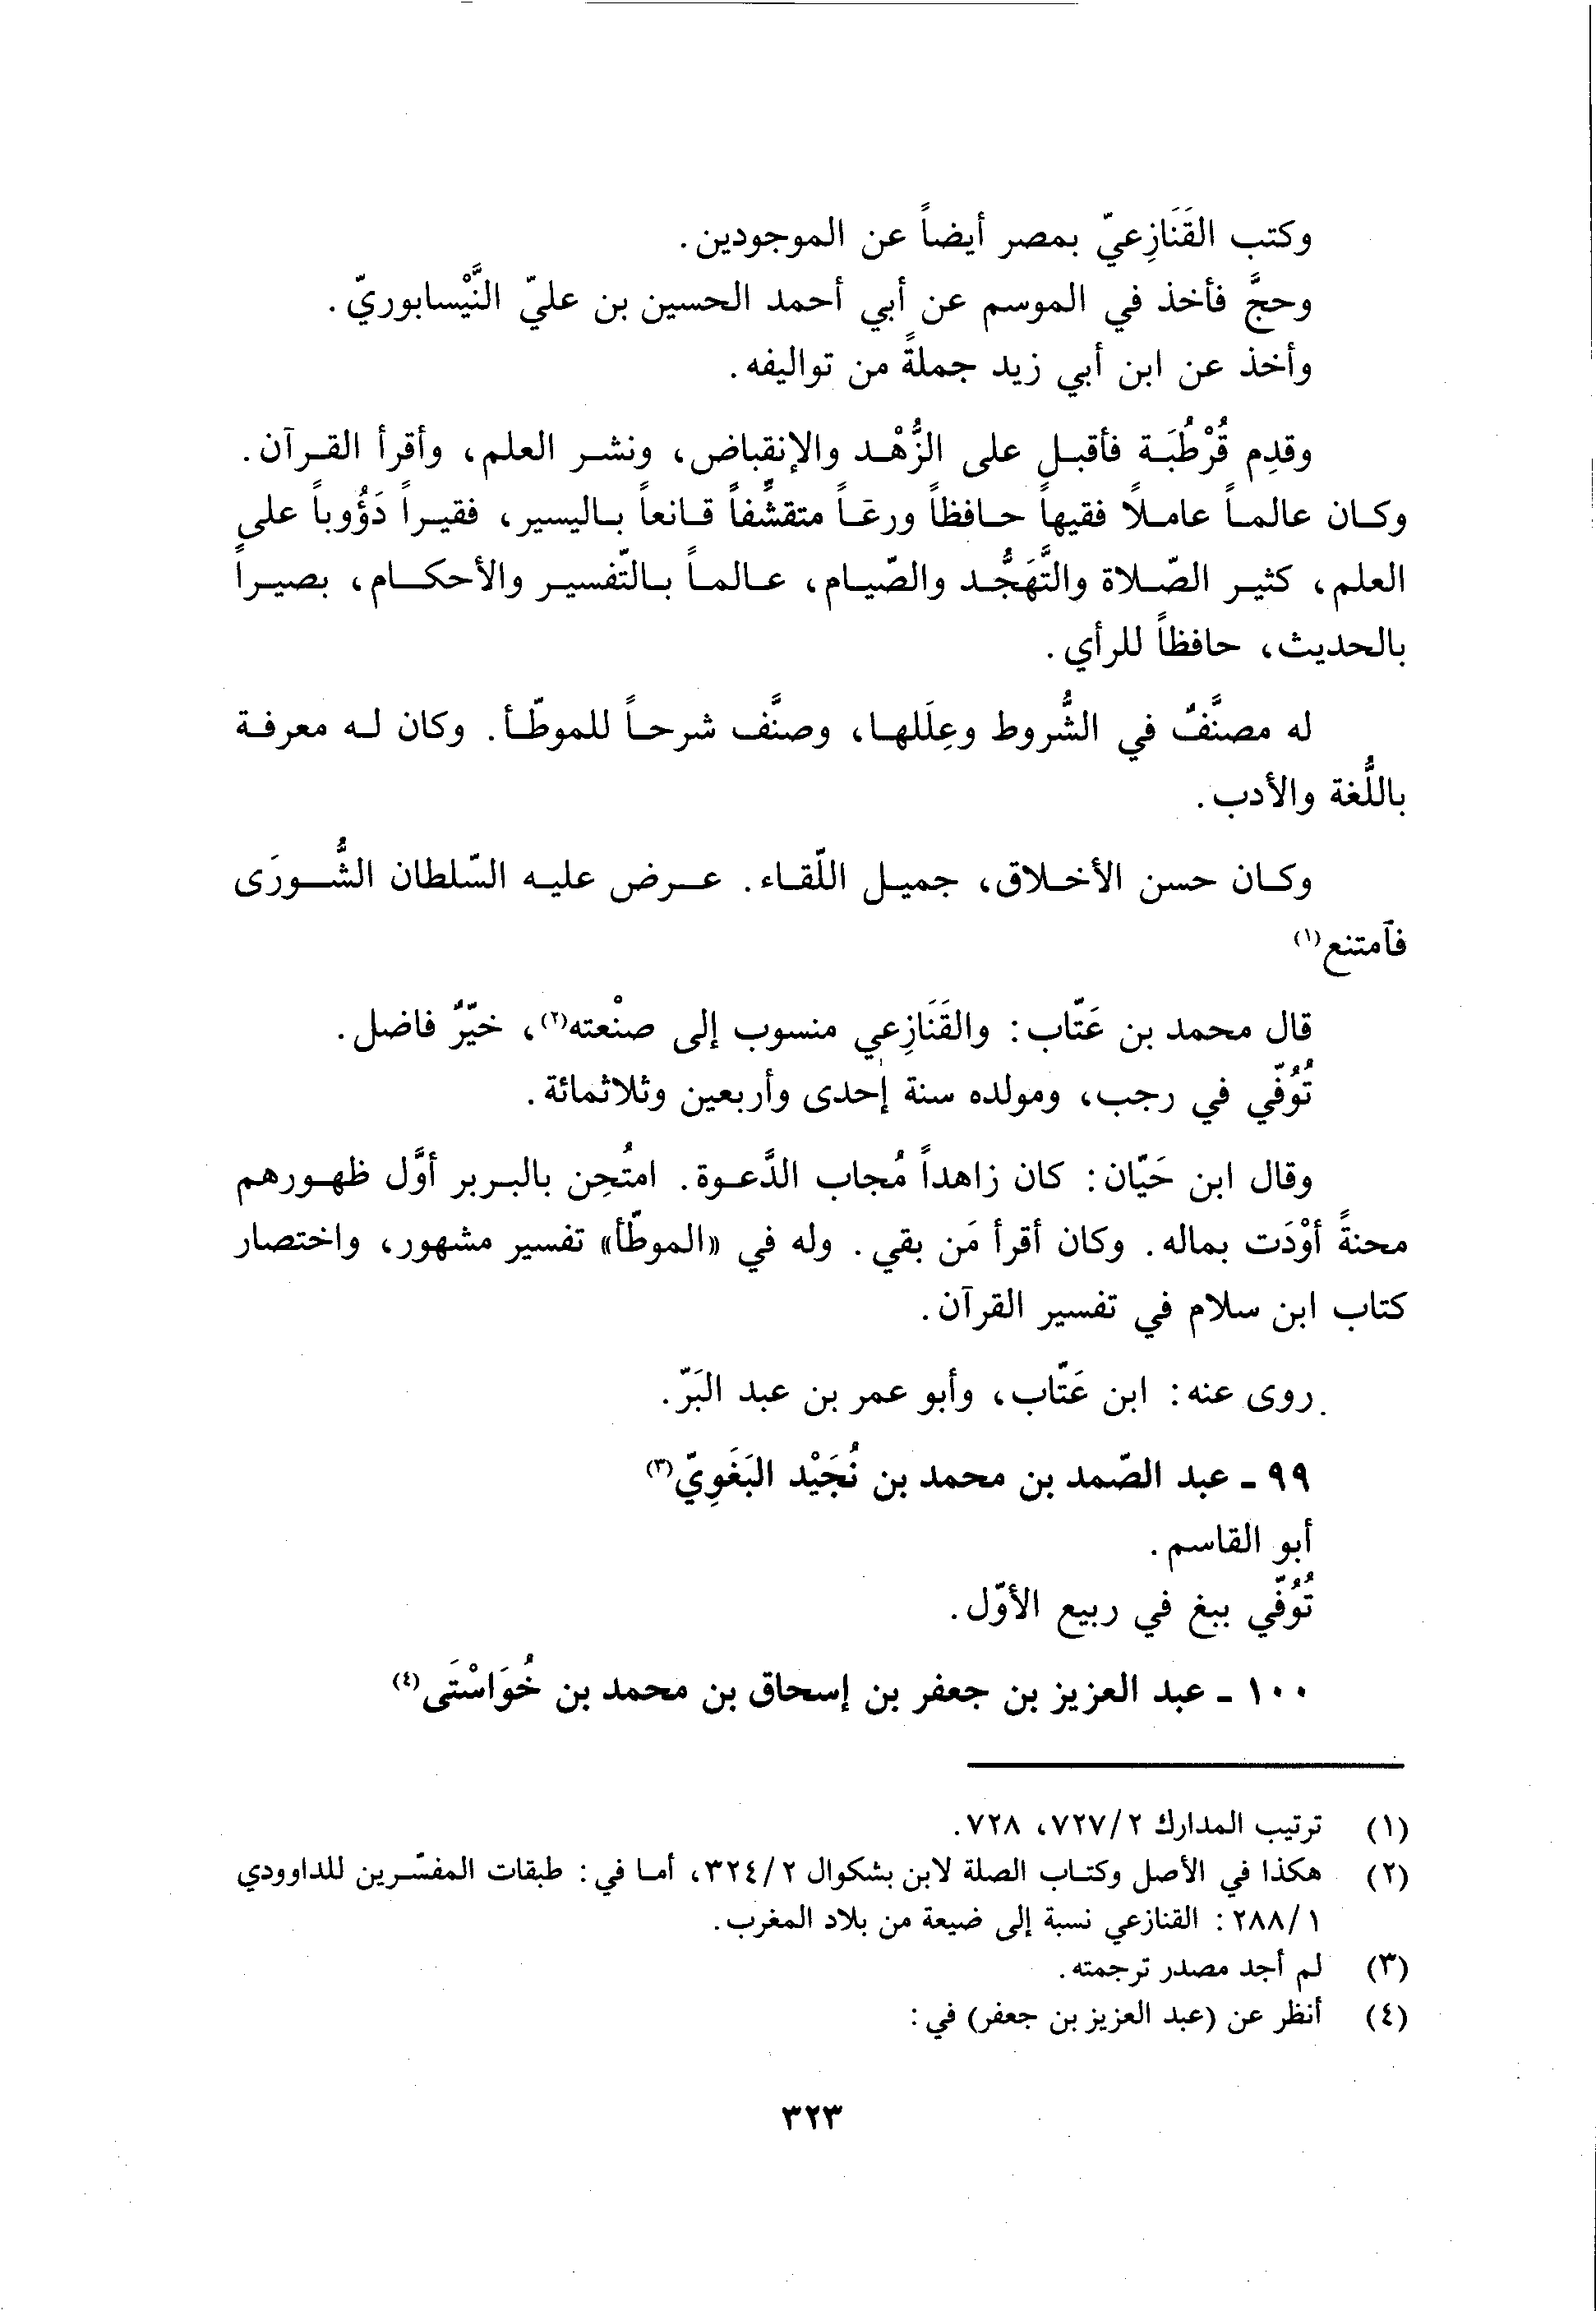 وكتب القَنَازِعيّ بمصر أيضاً عن الموجودين.
وحجَّ فأخذ في الموسم عن أبي أحمد الحسين بن عليّ النَّيْسابوريّ.
وأخذ عن ابن أبي زيد جملةً من تواليفه.
وقدِم قُرْطُبَة فأقبل على الزُّهْد والإنقباض، ونشر العلم، وأقرأ القرآن.
وكان عالماً عاملاً فقيهاً حافظاً ورعَاً متقشّفاً قانعاً باليسير، فقيراً دَؤُوباً على
العلم، كثير الصّلاة والتَّهَجُّد والصّيام، عالماً بالتّفسير والأحكام، بصيراً
بالحديث، حافظاً للرأي.
له مصنَّفٌ في الشُّروط وعِلَلها، وصنَّف شرحاً للموطّأ. وكان له معرفة
باللُّغة والأدب.
وكان حسن الأخلاق، جميل اللّقاء. عرض عليه السّلطان الشُّورَى
فآمتنع(١)
قال محمد بن عَتّاب: والقَنَازِعي منسوب إلى صنْعته(٢)، خيّرٌ فاضل.
تُوُفّي في رجب، ومولده سنة إحدى وأربعين وثلاثمائة.
وقال ابن حَيّان: كان زاهداً مُجاب الدَّعوة. امتُحِن بالبربر أوَّل ظهورهم
محنةً أوْدَت بماله. وكان أقرأ مَن بقي. وله في «الموطّأ» تفسير مشهور، واختصار
كتاب ابن سلام في تفسير القرآن.
روى عنه: ابن عَتّاب، وأبو عمر بن عبد البَرّ.
٩٩ ـ عبد الصّمد بن محمد بن نُجَيْد البَغَوِيّ(٣)
أبو القاسم.
تُوُفّي ببغ في ربيع الأوّل.
١٠٠ ـ عبد العزيز بن جعفر بن إسحاق بن محمد بن خُوَاسْتَى(٤)
(١) ترتيب المدارك ٢/٧٢٧، ٧٢٨.
(٢) هكذا في الأصل وكتاب الصلة لابن بشكوال ٢/٣٢٤، أما في: طبقات المفسّرين للداوودي
١/٢٨٨: القنازعي نسبة إلى ضيعة من بلاد المغرب.
(٣) لم أجد مصدر ترجمته.
(٤) أنظر عن (عبد العزيز بن جعفر) في:
٣٢٣